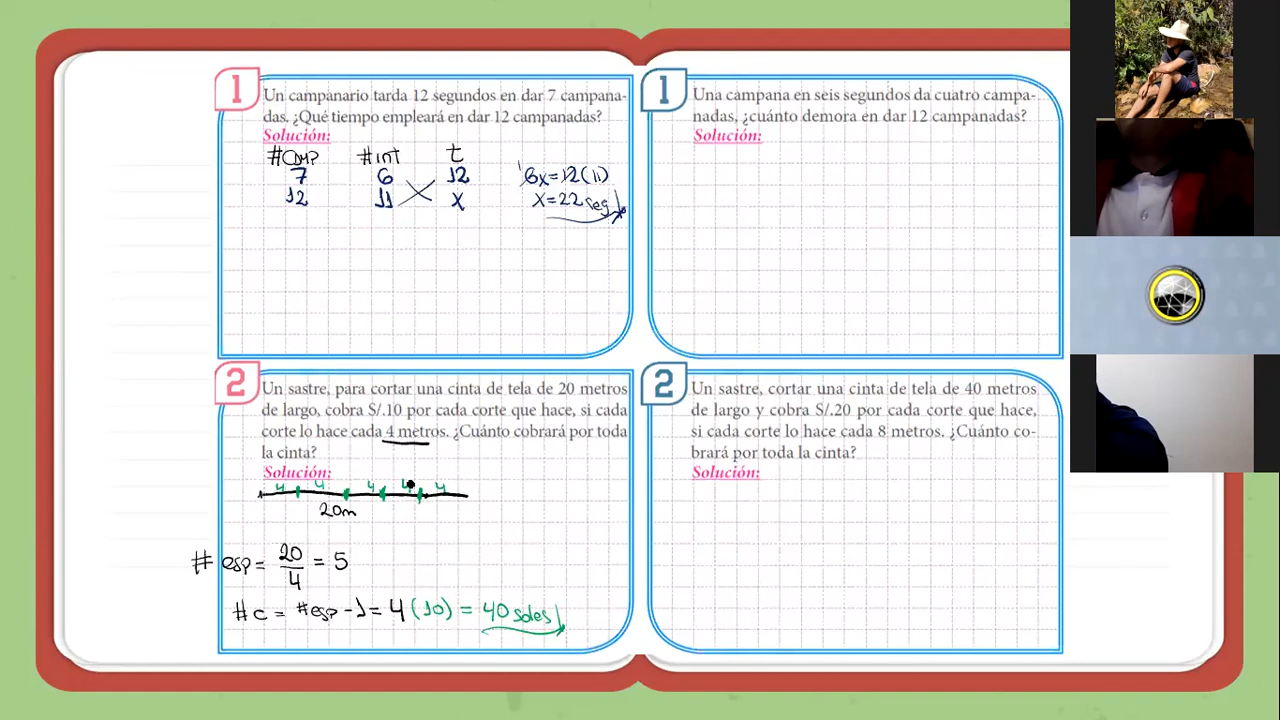 1
Un campanario tarda 12 segundos en dar 7 campana-
das. ¿Qué tiempo empleará en dar 12 campanadas?
Solución:
#cmp #int t
7 6 12
12 11 x
6x=12(11)
x=22 seg
2
Un sastre, para cortar una cinta de tela de 20 metros
de largo, cobra S/.10 por cada corte que hace, si cada
corte lo hace cada 4 metros. ¿Cuánto cobrará por toda
la cinta?
Solución:
4 4 4 4 4
20m
# esp = 20/4 = 5
#c = #esp - 1 = 4 (10) = 40 soles
1
Una campana en seis segundos da cuatro campa-
nadas, ¿cuánto demora en dar 12 campanadas?
Solución:
2
Un sastre, cortar una cinta de tela de 40 metros
de largo y cobra S/.20 por cada corte que hace,
si cada corte lo hace cada 8 metros. ¿Cuánto co-
brará por toda la cinta?
Solución: